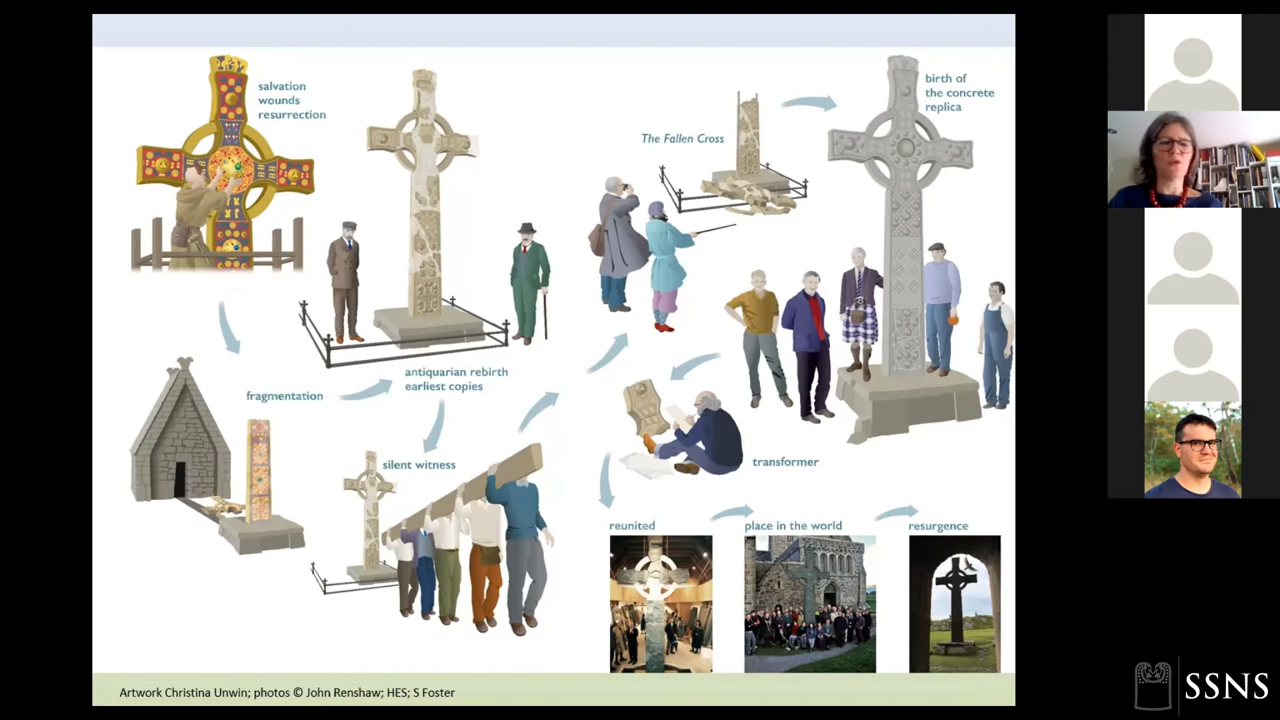 salvation
wounds
resurrection
The Fallen Cross
birth of
the concrete
replica
fragmentation
antiquarian rebirth
earliest copies
silent witness
transformer
reunited
place in the world
resurgence
Artwork Christina Unwin; photos © John Renshaw; HES; S Foster
SSNS